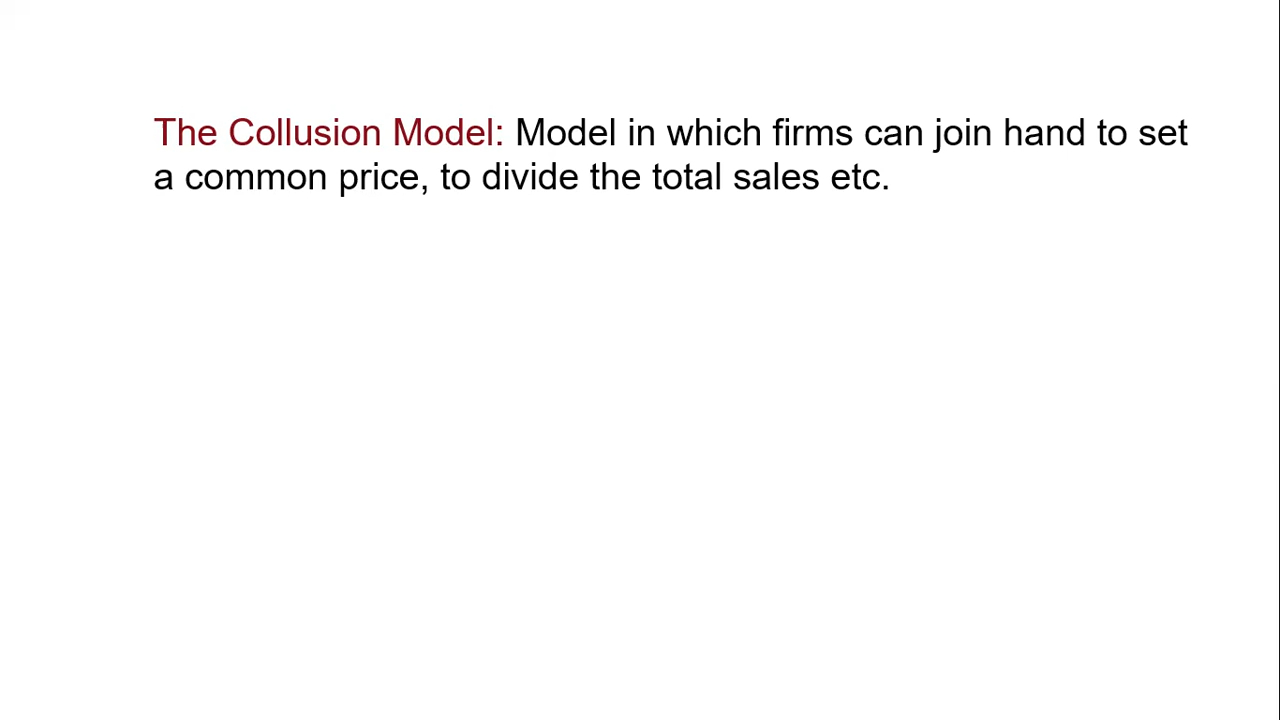 The Collusion Model: Model in which firms can join hand to set
a common price, to divide the total sales etc.